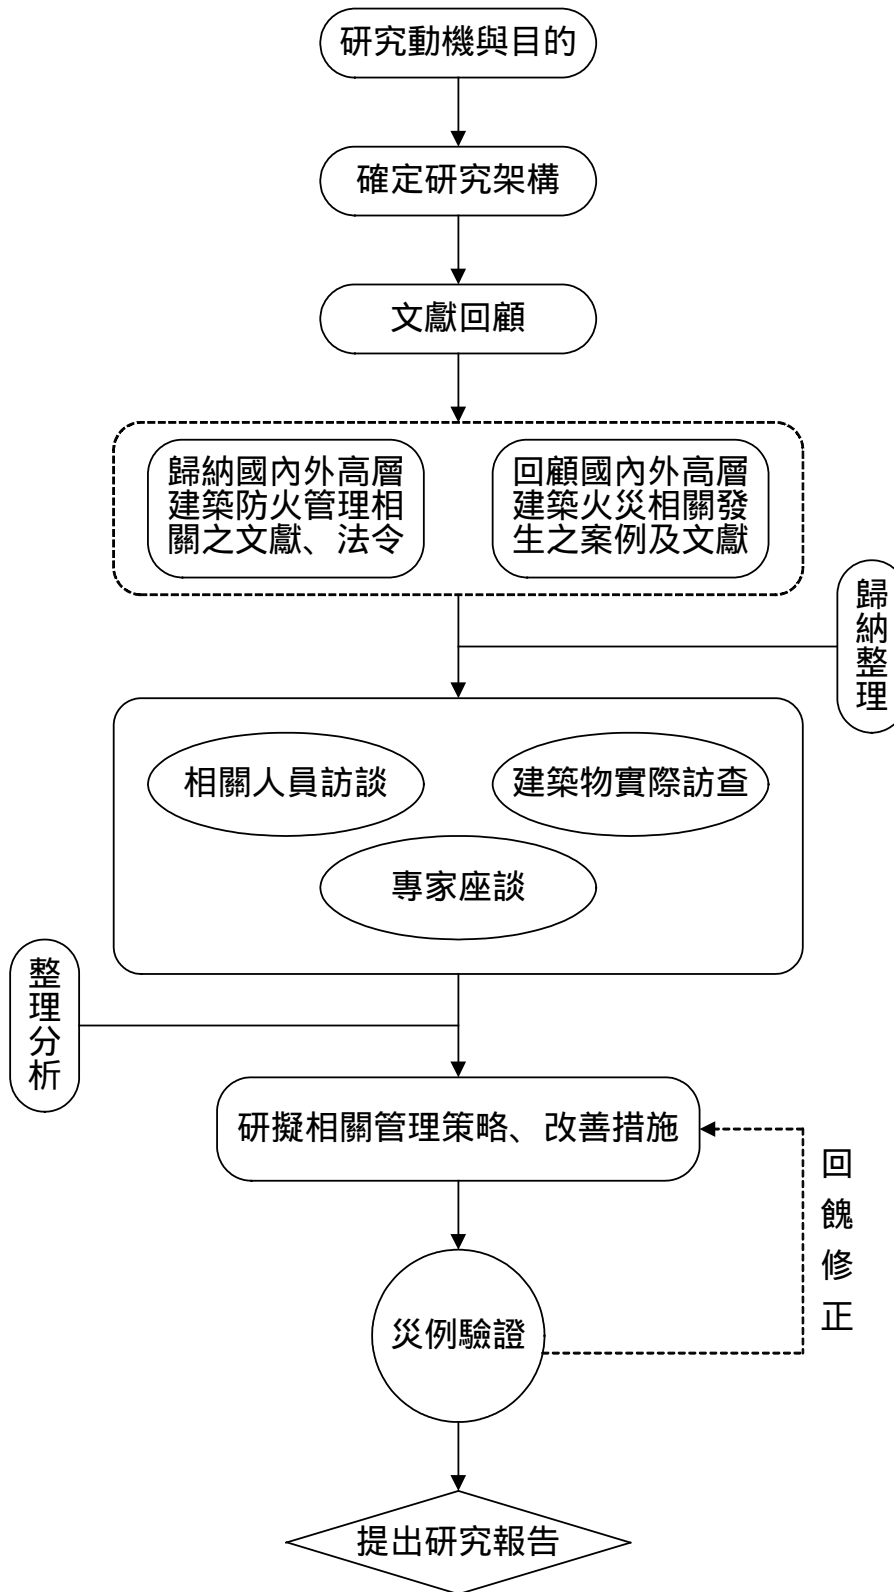 研究動機與目的
確定研究架構
文獻回顧
歸納國內外高層
建築防火管理相
關之文獻、法令
回顧國內外高層
建築火災相關發
生之案例及文獻
歸納整理
相關人員訪談
建築物實際訪查
專家座談
整理分析
研擬相關管理策略、改善措施
回餽修正
災例驗證
提出研究報告